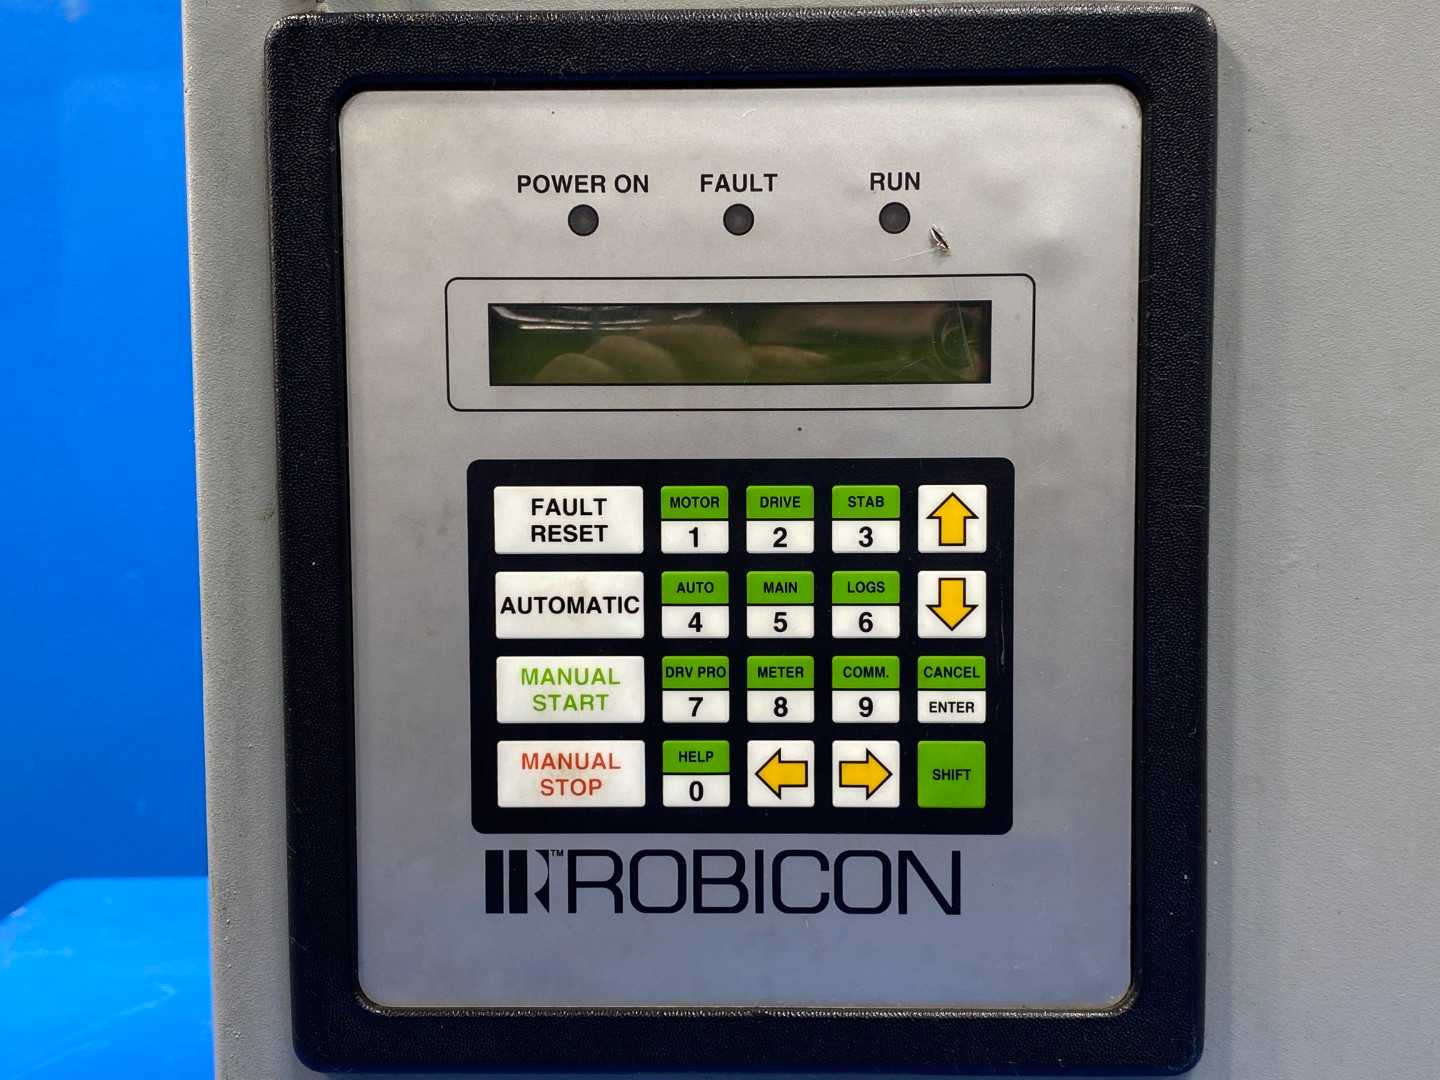 POWER ON FAULT RUN
FAULT
RESET
MOTOR
1
DRIVE
2
STAB
3
AUTOMATIC
AUTO
4
MAIN
5
LOGS
6
MANUAL
START
DRV PRO
7
METER
8
COMM.
9
CANCEL
ENTER
MANUAL
STOP
HELP
0
SHIFT
™ROBICON